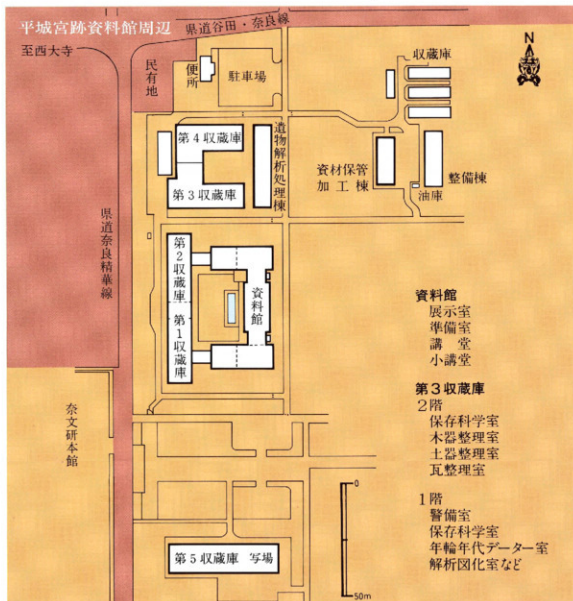 平城宮跡資料館周辺
至西大寺
県道谷田・奈良線
民有地
便所
駐車場
収蔵庫
N
第4収蔵庫
第3収蔵庫
遺物解析処理棟
資材保管
加工棟
整備棟
油庫
県道奈良精華線
第2収蔵庫
第1収蔵庫
資料館
奈文研本館
資料館
展示室
準備室
講　堂
小講堂
第3収蔵庫
2階
保存科学室
木器整理室
土器整理室
瓦整理室
1階
警備室
保存科学室
年輪年代データー室
解析図化室など
第5収蔵庫 写場
0
50m